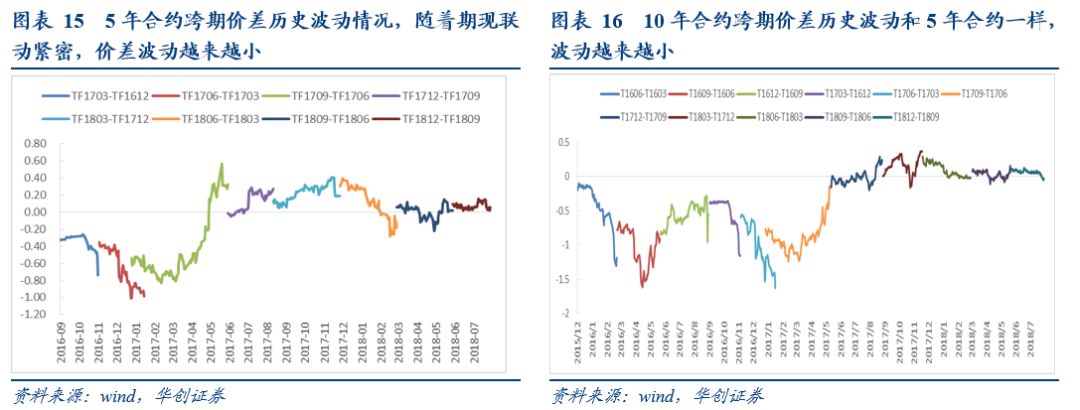 图表 15 5 年合约跨期价差历史波动情况，随着期现联
动紧密，价差波动越来越小
TF1703-TF1612 TF1706-TF1703 TF1709-TF1706 TF1712-TF1709
TF1803-TF1712 TF1806-TF1803 TF1809-TF1806 TF1812-TF1809
0.80
0.60
0.40
0.20
0.00
-0.20
-0.40
-0.60
-0.80
-1.00
-1.20
2016-09 2016-10 2016-11 2016-12 2017-01 2017-02 2017-03 2017-04 2017-05 2017-06 2017-07 2017-08 2017-09 2017-10 2017-11 2017-12 2018-01 2018-02 2018-03 2018-04 2018-05 2018-06 2018-07
资料来源：wind，华创证券
图表 16 10 年合约跨期价差历史波动和 5 年合约一样，
波动越来越小
T1606-T1603 T1609-T1606 T1612-T1609 T1703-T1612 T1706-T1703 T1709-T1706
T1712-T1709 T1803-T1712 T1806-T1803 T1809-T1806 T1812-T1809
0.5
0
-0.5
-1
-1.5
-2
2015/12 2016/1 2016/2 2016/3 2016/4 2016/5 2016/6 2016/7 2016/8 2016/9 2016/10 2016/11 2016/12 2017/1 2017/2 2017/3 2017/4 2017/5 2017/6 2017/7 2017/8 2017/9 2017/10 2017/11 2017/12 2018/1 2018/2 2018/3 2018/4 2018/5 2018/6 2018/7
资料来源：wind，华创证券